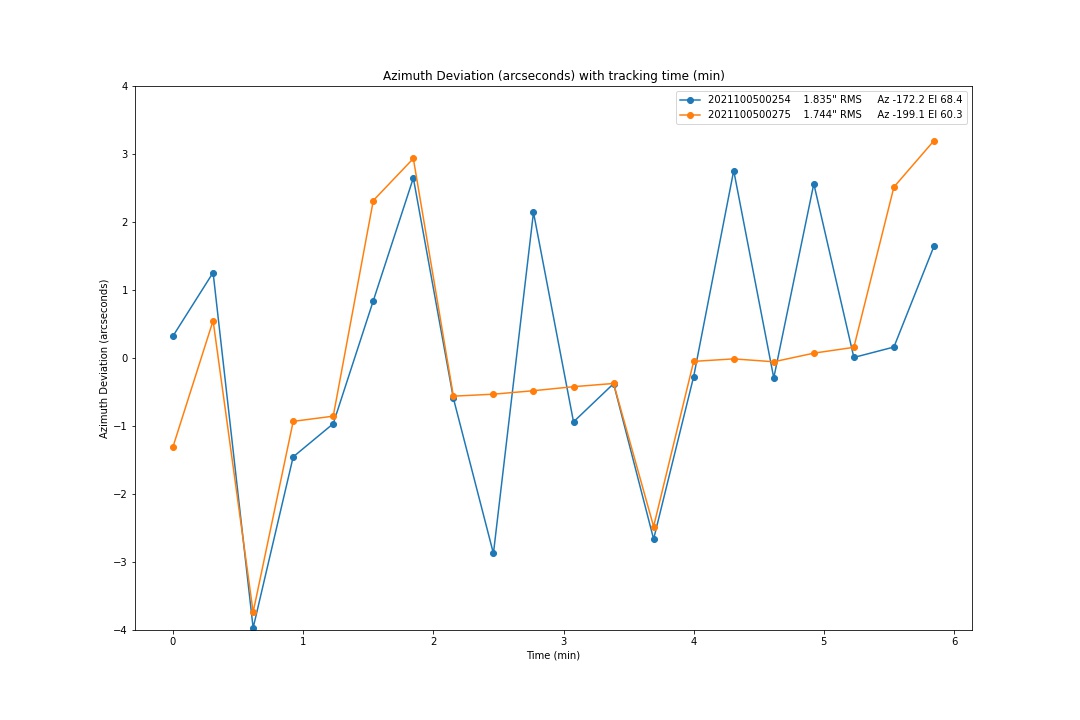 Azimuth Deviation (arcseconds) with tracking time (min)
2021100500254 1.835" RMS Az -172.2 El 68.4
2021100500275 1.744" RMS Az -199.1 El 60.3
4
3
2
1
0
−1
−2
−3
−4
Azimuth Deviation (arcseconds)
0 1 2 3 4 5 6
Time (min)